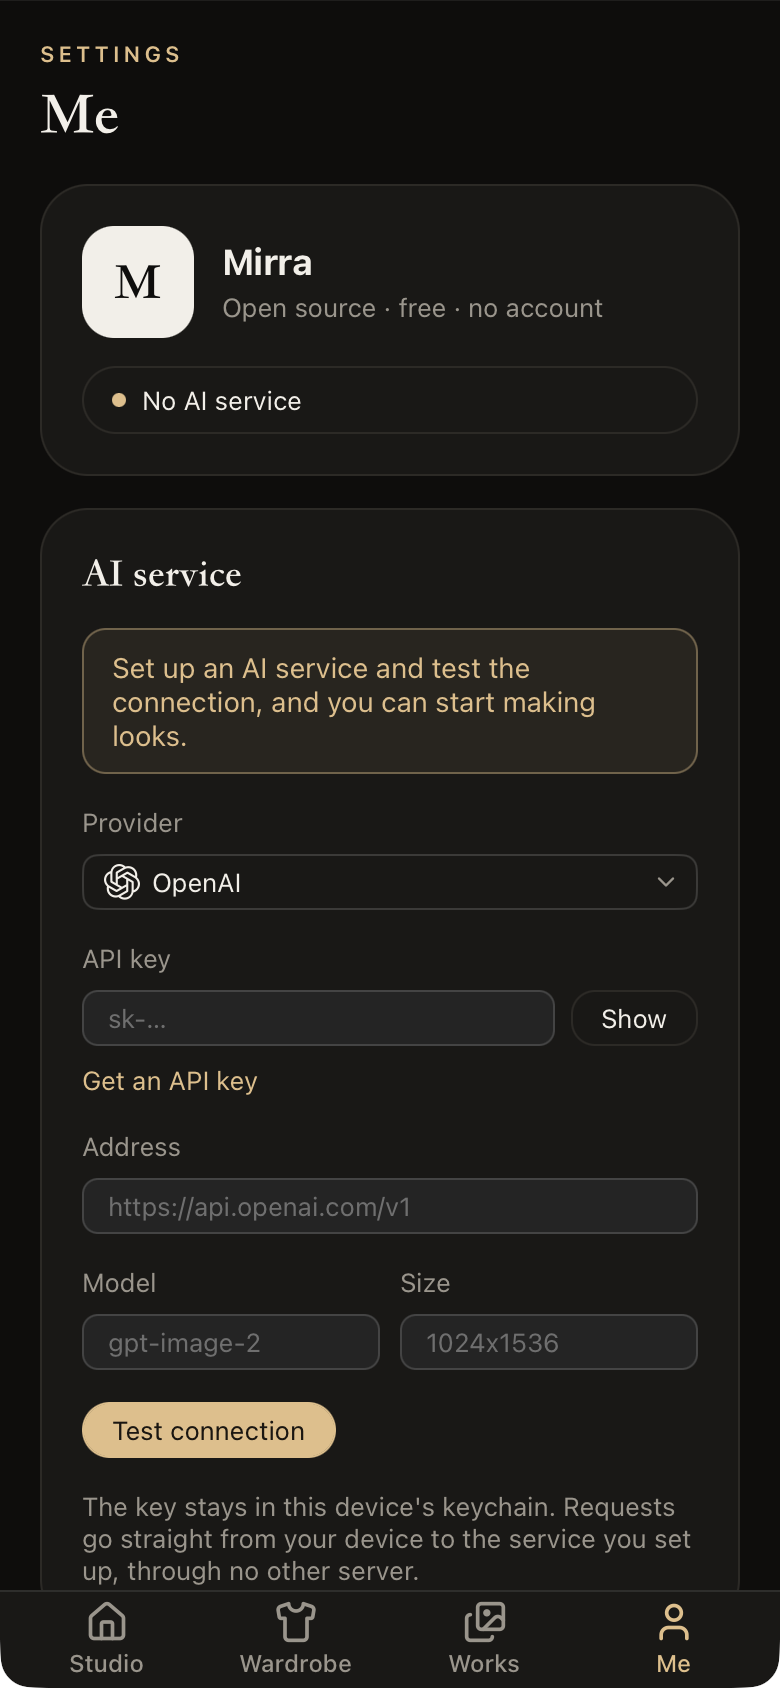 SETTINGS
Me
M
Mirra
Open source · free · no account
No AI service
AI service
Set up an AI service and test the
connection, and you can start making
looks.
Provider
OpenAI
API key
sk-...
Show
Get an API key
Address
https://api.openai.com/v1
Model
Size
gpt-image-2
1024x1536
Test connection
The key stays in this device's keychain. Requests
go straight from your device to the service you set
up, through no other server.
Studio
Wardrobe
Works
Me